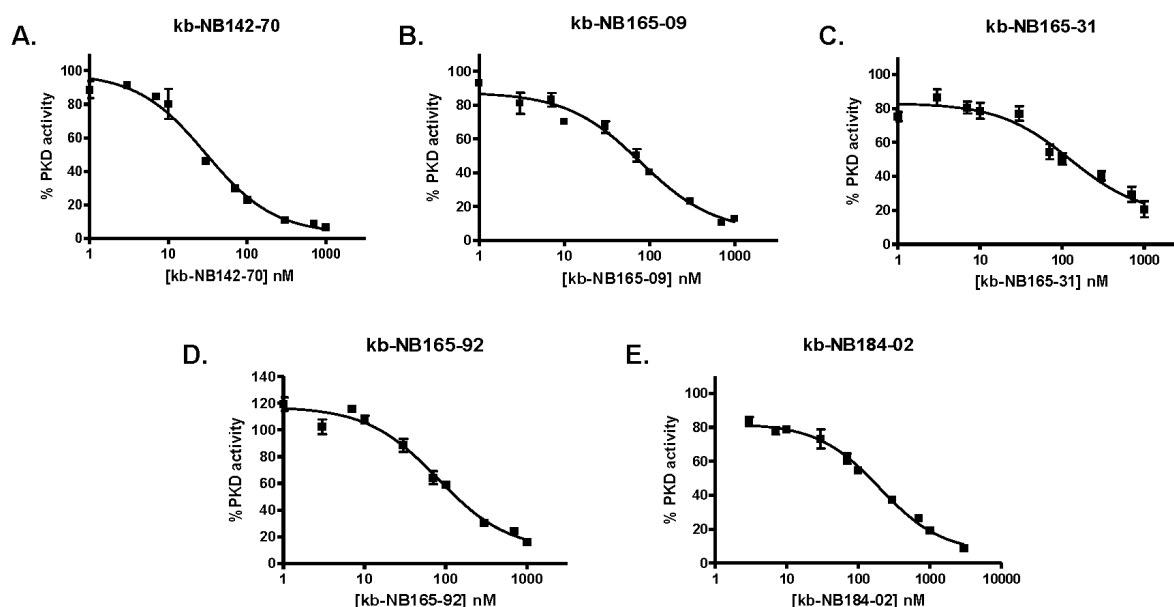 A.
kb-NB142-70
% PKD activity
100
80
60
40
20
0
1
10
100
1000
[kb-NB142-70] nM
B.
kb-NB165-09
% PKD activity
100
80
60
40
20
0
1
10
100
1000
[kb-NB165-09] nM
C.
kb-NB165-31
% PKD activity
100
80
60
40
20
0
1
10
100
1000
[kb-NB165-31] nM
D.
kb-NB165-92
%PKD activity
140
120
100
80
60
40
20
0
1
10
100
1000
[kb-NB165-92] nM
E.
kb-NB184-02
% PKD activity
100
80
60
40
20
0
1
10
100
1000
10000
[kb-NB184-02] nM